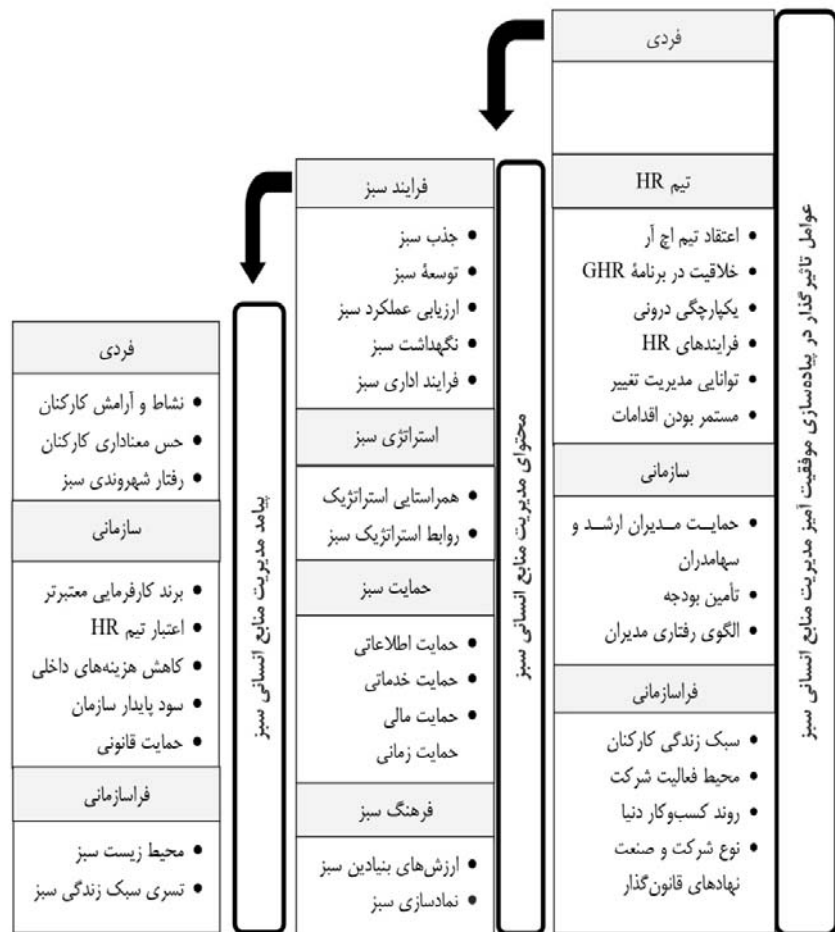 عوامل تاثیرگذار در پیاده‌سازی موفقیت آمیز مدیریت منابع انسانی سبز
فردی
تیم HR
• اعتقاد تیم اچ آر
• خلاقیت در برنامهٔ GHR
• یکپارچگی درونی
• فرایندهای HR
• توانایی مدیریت تغییر
• مستمر بودن اقدامات
سازمانی
• حمایـت مـدیران ارشـد و
سهامدران
• تأمین بودجه
• الگوی رفتاری مدیران
فراسازمانی
• سبک زندگی کارکنان
• محیط فعالیت شرکت
• روند کسب‌وکار دنیا
• نوع شرکت و صنعت
نهادهای قانون‌گذار
محتوای مدیریت منابع انسانی سبز
فرایند سبز
• جذب سبز
• توسعهٔ سبز
• ارزیابی عملکرد سبز
• نگهداشت سبز
• فرایند اداری سبز
استراتژی سبز
• همراستایی استراتژیک
• روابط استراتژیک سبز
حمایت سبز
• حمایت اطلاعاتی
• حمایت خدماتی
• حمایت مالی
حمایت زمانی
فرهنگ سبز
• ارزش‌های بنیادین سبز
• نمادسازی سبز
پیامد مدیریت منابع انسانی سبز
فردی
• نشاط و آرامش کارکنان
• حس معناداری کارکنان
• رفتار شهروندی سبز
سازمانی
• برند کارفرمایی معتبرتر
• اعتبار تیم HR
• کاهش هزینه‌های داخلی
• سود پایدار سازمان
• حمایت قانونی
فراسازمانی
• محیط زیست سبز
• تسری سبک زندگی سبز